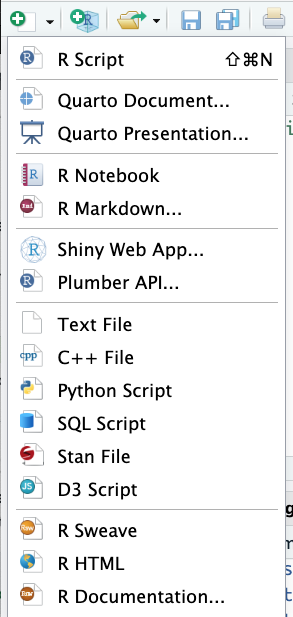 R Script ⇧⌘N
Quarto Document...
Quarto Presentation...
R Notebook
R Markdown...
Shiny Web App...
Plumber API...
Text File
C++ File
Python Script
SQL Script
Stan File
D3 Script
R Sweave
R HTML
R Documentation...